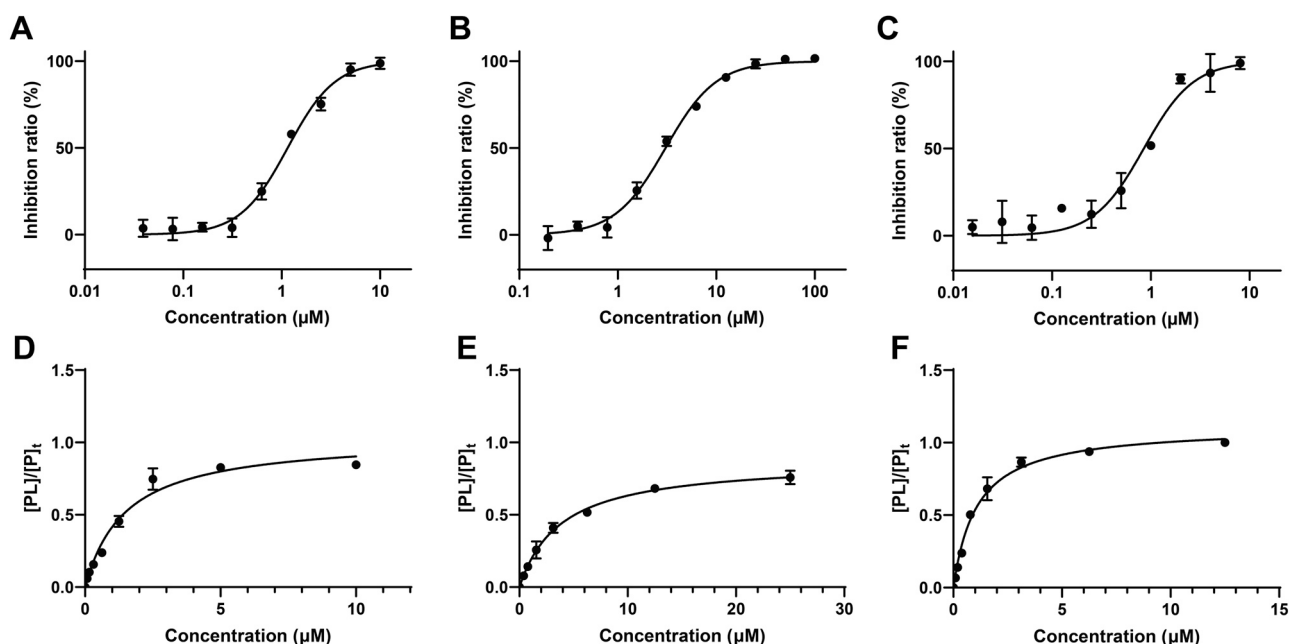 A
Inhibition ratio (%)
100
50
0
0.01 0.1 1 10
Concentration (µM)
B
Inhibition ratio (%)
100
50
0
0.1 1 10 100
Concentration (µM)
C
Inhibition ratio (%)
100
50
0
0.01 0.1 1 10
Concentration (µM)
D
[PL]/[P]t
1.5
1.0
0.5
0.0
0 5 10
Concentration (µM)
E
[PL]/[P]t
1.5
1.0
0.5
0.0
0 10 20 30
Concentration (µM)
F
[PL]/[P]t
1.5
1.0
0.5
0.0
0 5 10 15
Concentration (µM)